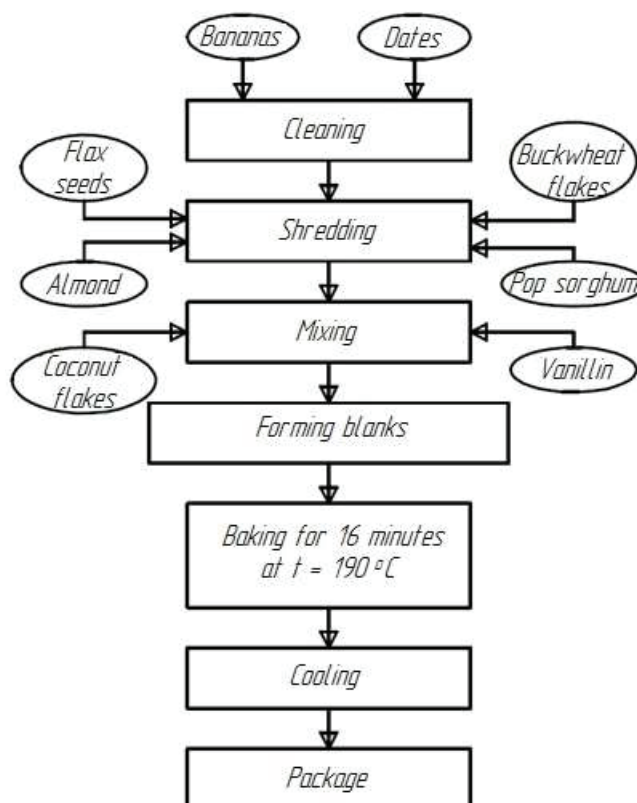 Bananas
Dates
Cleaning
Flax
seeds
Buckwheat
flakes
Shredding
Almond
Pop sorghum
Mixing
Coconut
flakes
Vanillin
Forming blanks
Baking for 16 minutes
at t = 190 °C
Cooling
Package